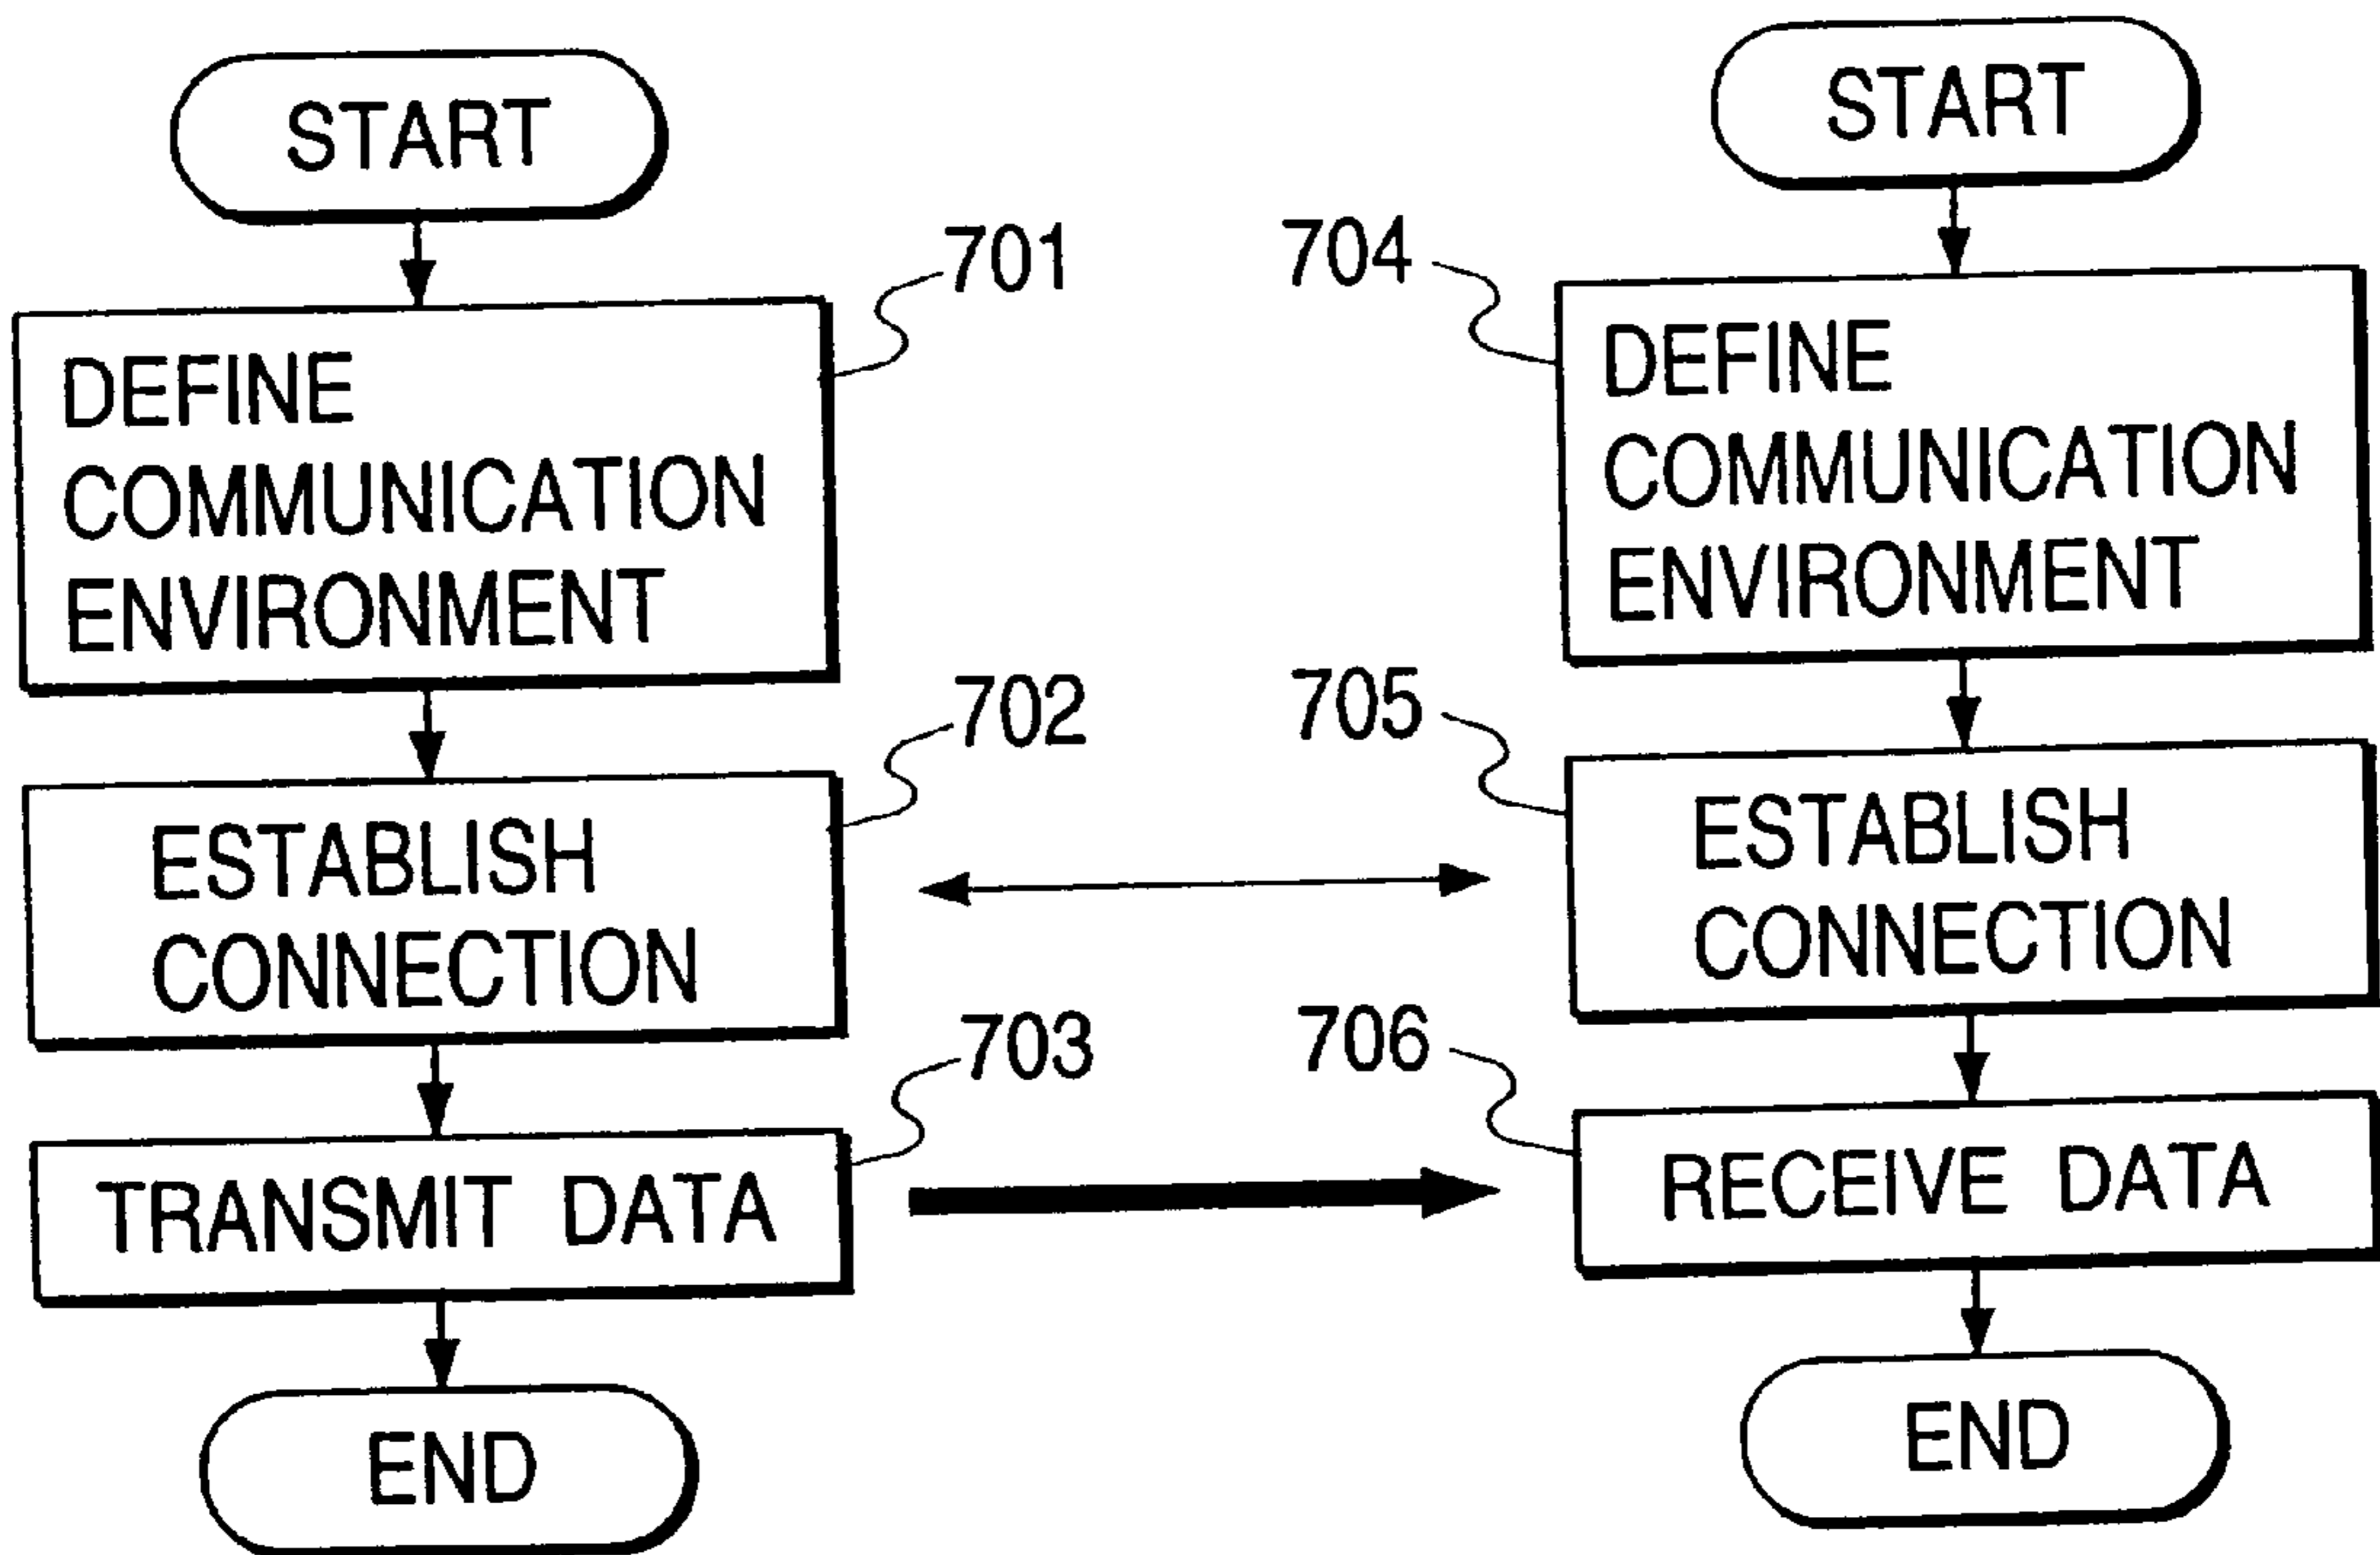 START
701
DEFINE
COMMUNICATION
ENVIRONMENT
702
ESTABLISH
CONNECTION
703
TRANSMIT DATA
END
START
704
DEFINE
COMMUNICATION
ENVIRONMENT
705
ESTABLISH
CONNECTION
706
RECEIVE DATA
END